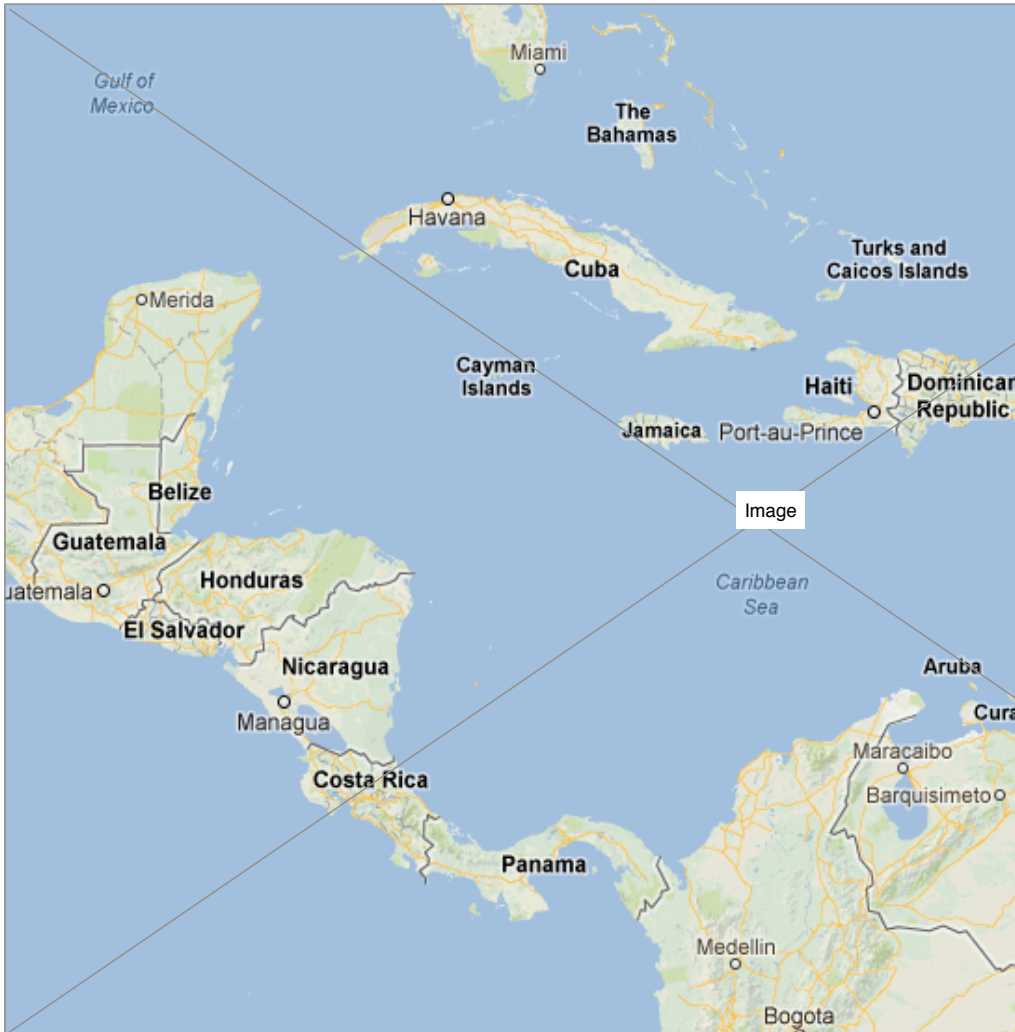 Miami
Gulf of
Mexico
The
Bahamas
Havana
Turks and
Caicos Islands
Cuba
Merida
Cayman
Islands
Haiti
Dominican
Republic
Jamaica
Port-au-Prince
Belize
Image
Guatemala
Honduras
Caribbean
Sea
uatemala
El Salvador
Nicaragua
Aruba
Cura
Managua
Maracaibo
Costa Rica
Barquisimeto
Panama
Medellin
Bogota